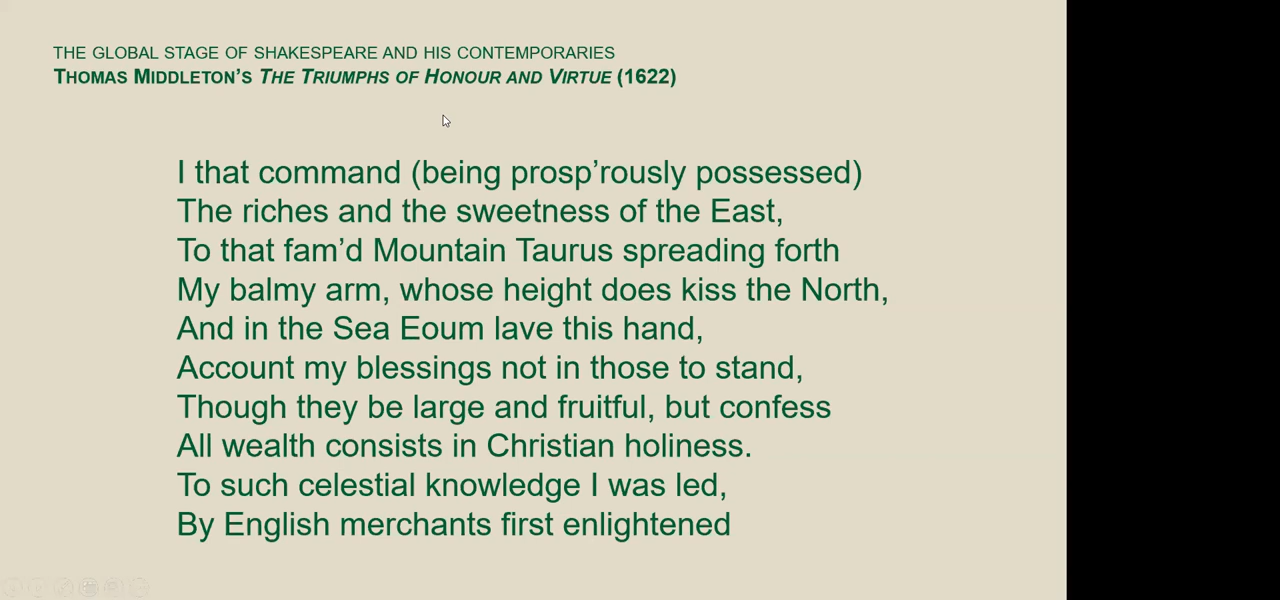 THE GLOBAL STAGE OF SHAKESPEARE AND HIS CONTEMPORARIES
THOMAS MIDDLETON’S THE TRIUMPHS OF HONOUR AND VIRTUE (1622)
I that command (being prosp’rously possessed)
The riches and the sweetness of the East,
To that fam’d Mountain Taurus spreading forth
My balmy arm, whose height does kiss the North,
And in the Sea Eoum lave this hand,
Account my blessings not in those to stand,
Though they be large and fruitful, but confess
All wealth consists in Christian holiness.
To such celestial knowledge I was led,
By English merchants first enlightened